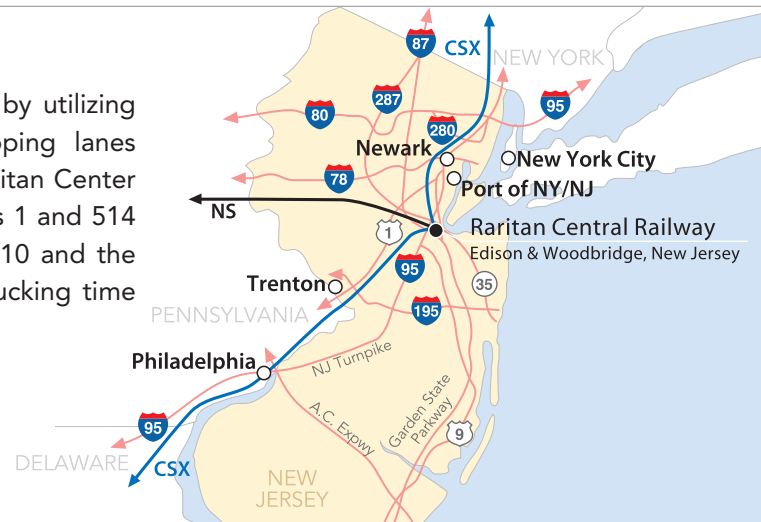 by utilizing
pping lanes
ritan Center
s 1 and 514
10 and the
ucking time
87
CSX
NEW YORK
287
95
80
280
Newark
New York City
78
Port of NY/NJ
NS
Raritan Central Railway
1
Edison & Woodbridge, New Jersey
95
Trenton
35
195
PENNSYLVANIA
NJ Turnpike
Philadelphia
Garden State
Parkway
A.C. Expwy
95
9
DELAWARE
CSX
NEW
JERSEY